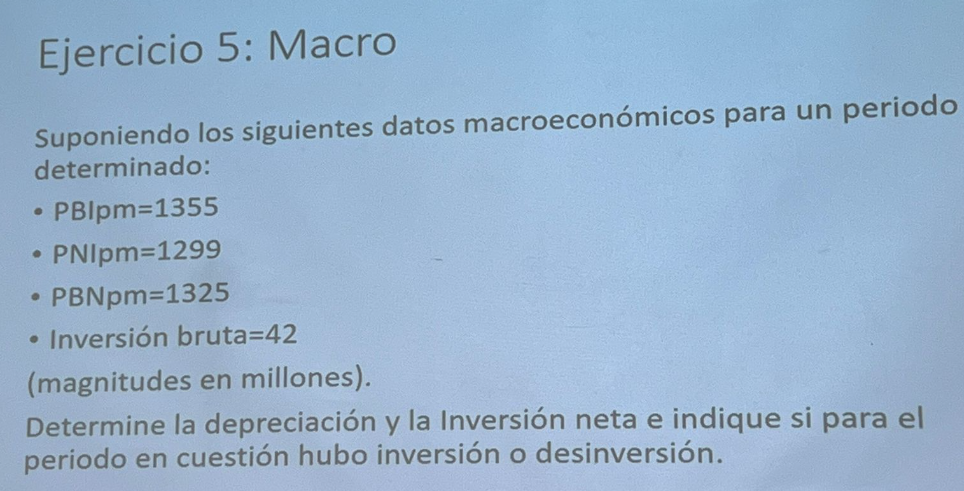 Ejercicio 5: Macro
Suponiendo los siguientes datos macroeconómicos para un periodo
determinado:
• PBIpm=1355
• PNIpm=1299
• PBNpm=1325
• Inversión bruta=42
(magnitudes en millones).
Determine la depreciación y la Inversión neta e indique si para el
periodo en cuestión hubo inversión o desinversión.